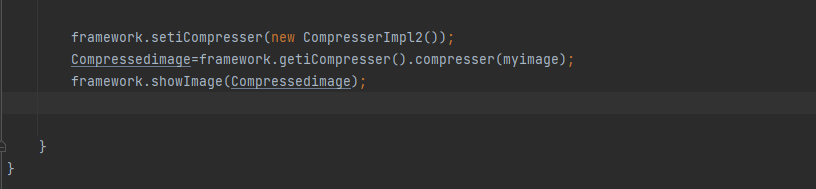 framework.setiCompresser(new CompresserImpl2());
Compressedimage=framework.getiCompresser().compresser(myimage);
framework.showImage(Compressedimage);
}
}